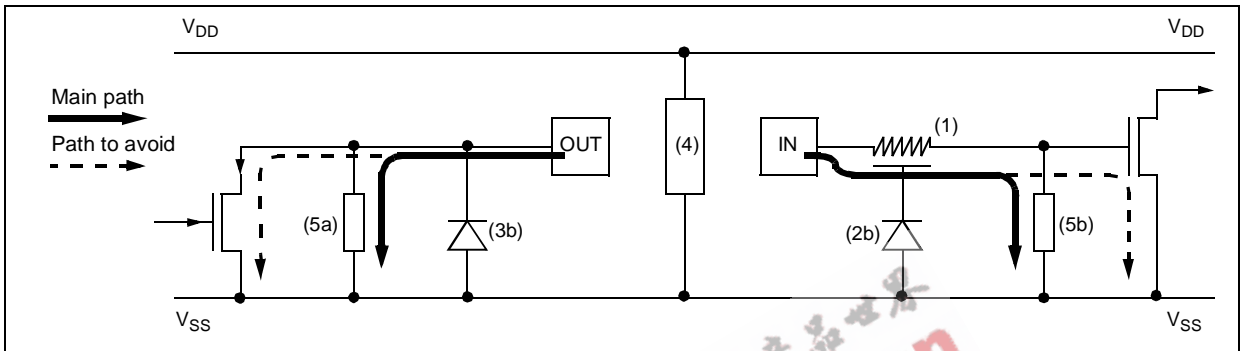 VDD
VDD
Main path
Path to avoid
OUT
(4)
IN
(1)
(5a)
(3b)
(2b)
(5b)
VSS
VSS